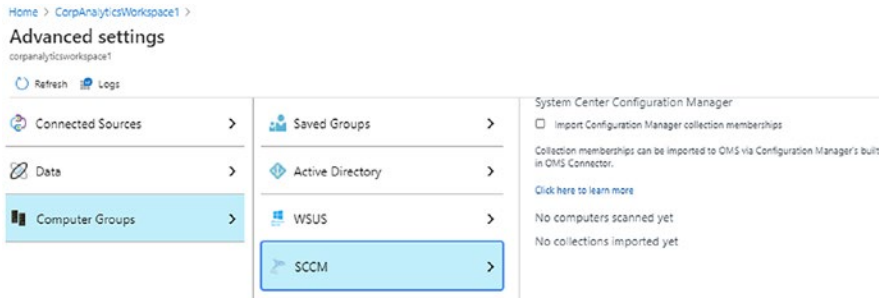 Home > CorpAnalyticsWorkspace1 >
Advanced settings
corpanalyticsworkspace1
Refresh Logs
Connected Sources >
Data >
Computer Groups >
Saved Groups >
Active Directory >
WSUS >
SCCM >
System Center Configuration Manager
Import Configuration Manager collection memberships
Collection memberships can be imported to OMS via Configuration Manager's built
in OMS Connector.
Click here to learn more
No computers scanned yet
No collections imported yet